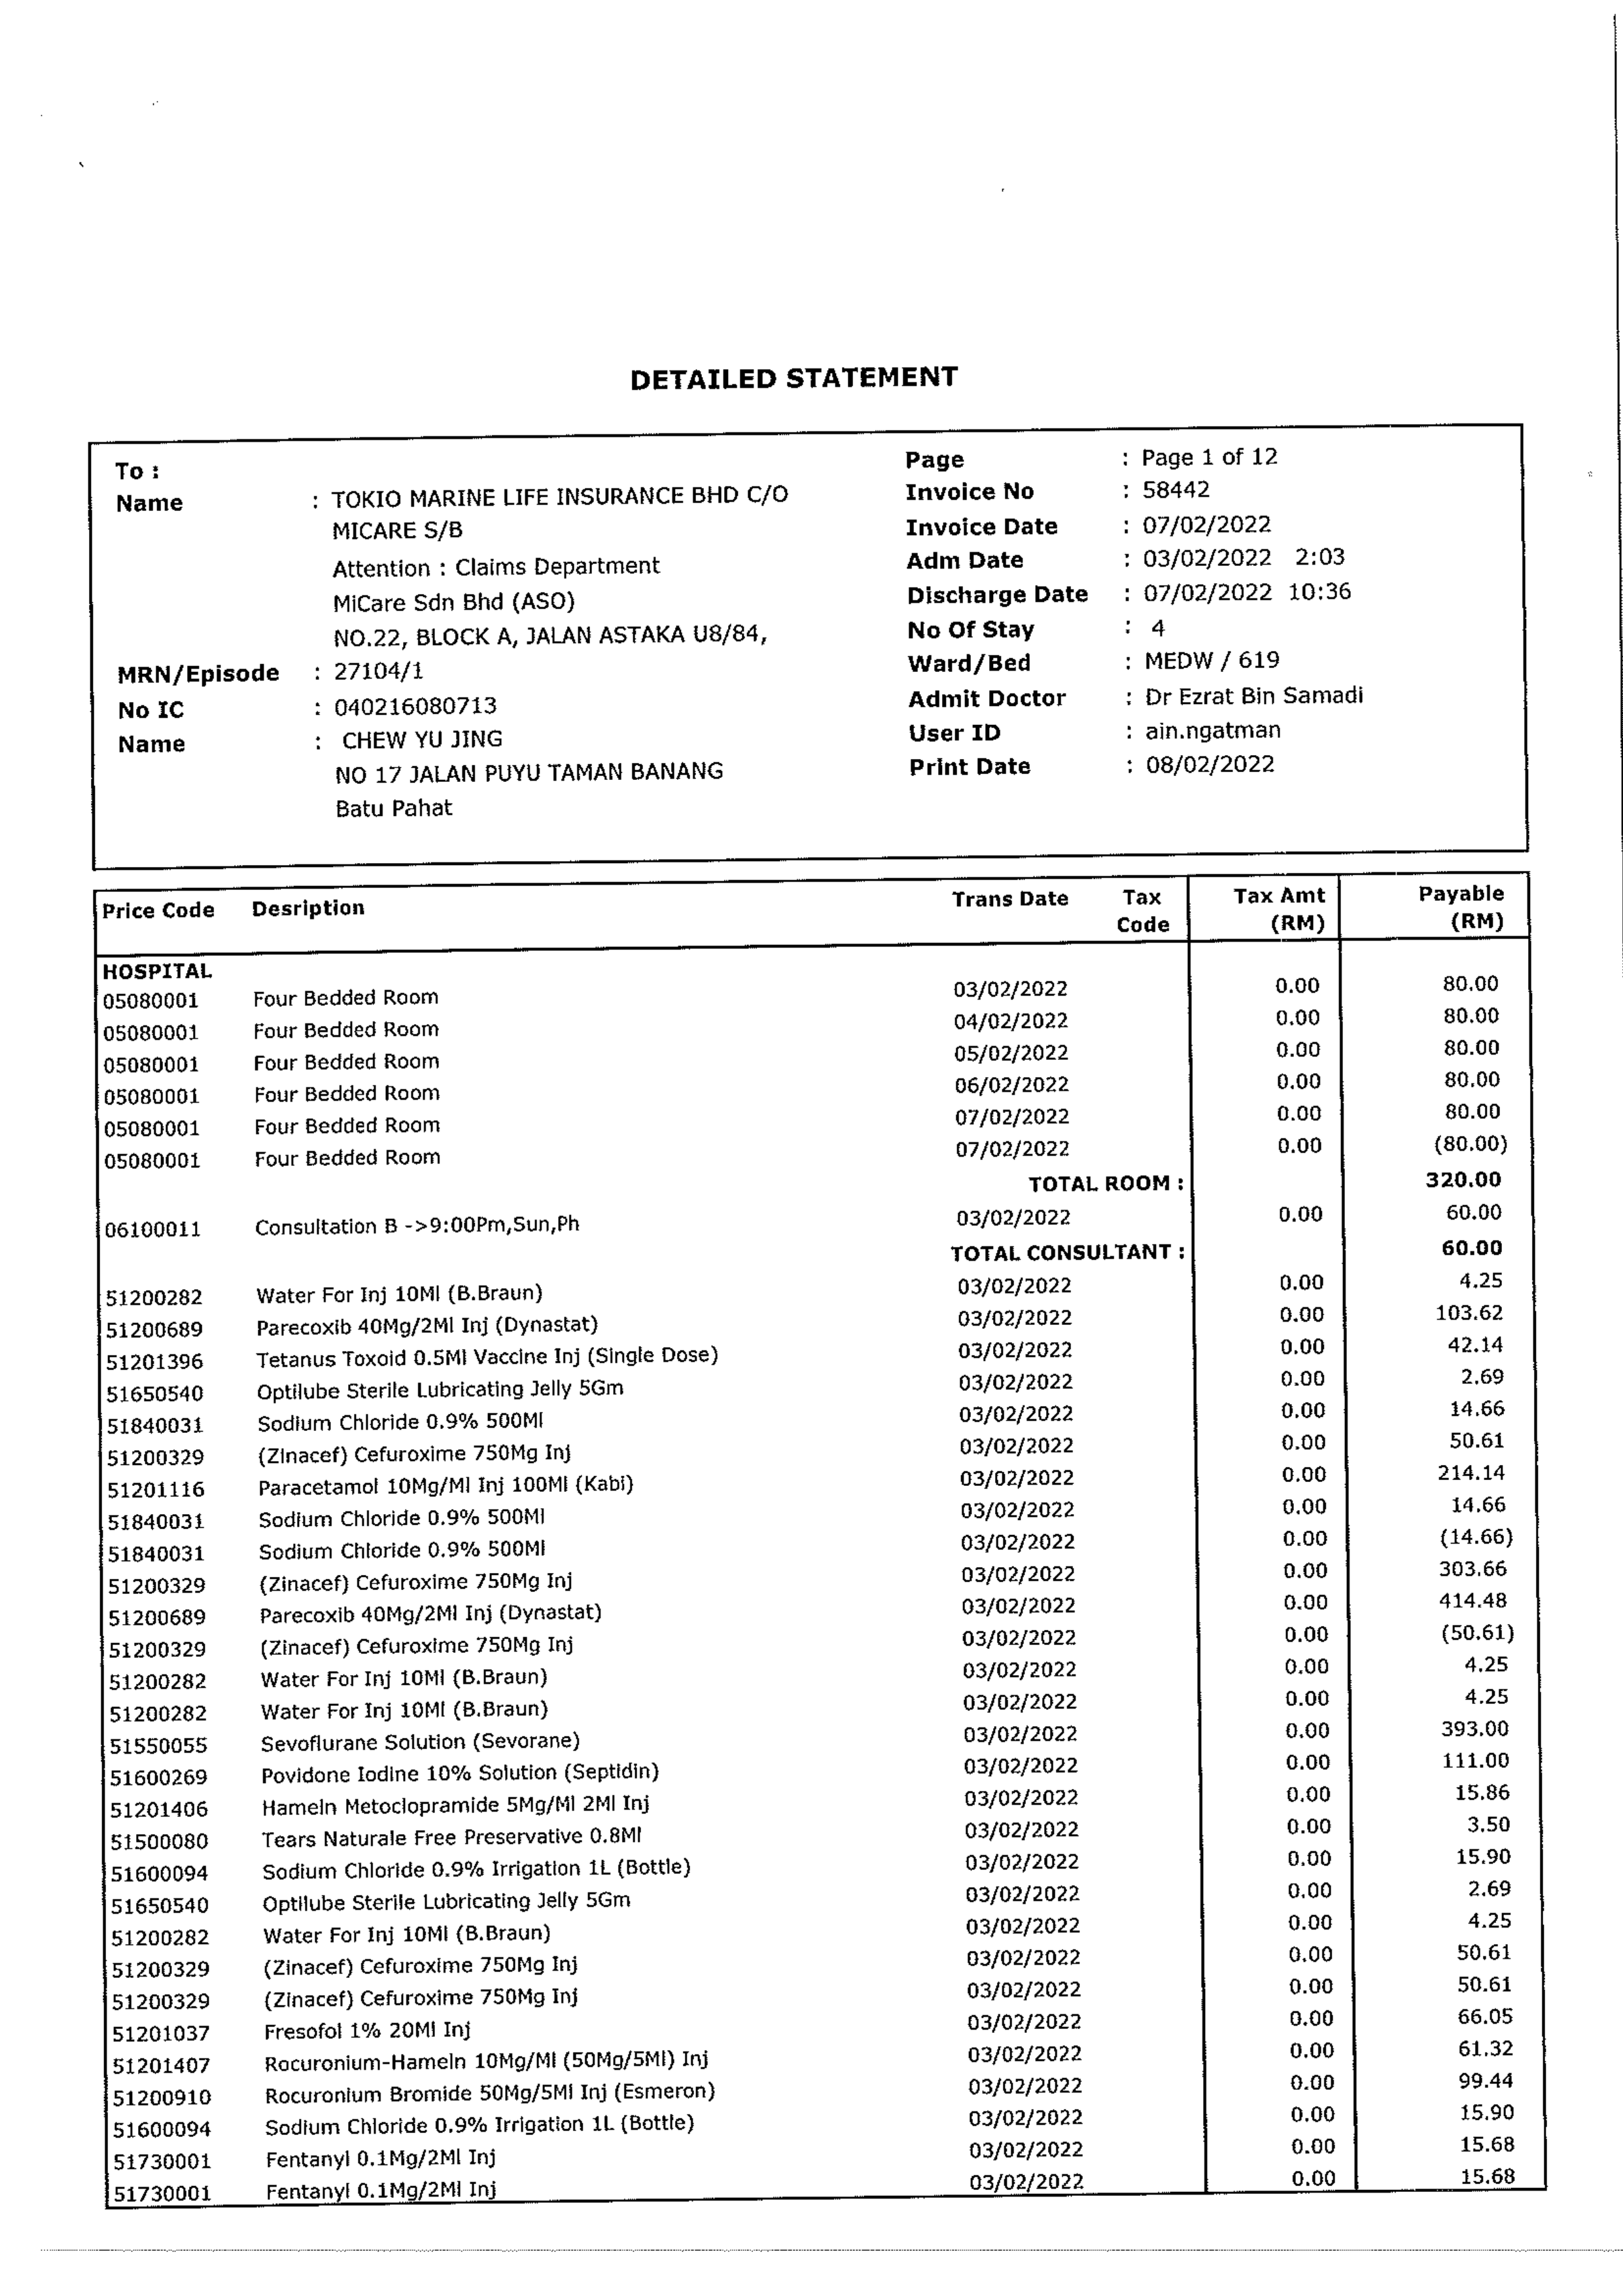 DETAILED STATEMENT
To :
Name : TOKIO MARINE LIFE INSURANCE BHD C/O
MICARE S/B
Attention : Claims Department
MiCare Sdn Bhd (ASO)
NO.22, BLOCK A, JALAN ASTAKA U8/84,
MRN/Episode : 27104/1
No IC : 040216080713
Name : CHEW YU JING
NO 17 JALAN PUYU TAMAN BANANG
Batu Pahat
Page : Page 1 of 12
Invoice No : 58442
Invoice Date : 07/02/2022
Adm Date : 03/02/2022 2:03
Discharge Date : 07/02/2022 10:36
No Of Stay : 4
Ward/Bed : MEDW / 619
Admit Doctor : Dr Ezrat Bin Samadi
User ID : ain.ngatman
Print Date : 08/02/2022
Price Code Desription Trans Date Tax Code Tax Amt (RM) Payable (RM)
HOSPITAL
05080001 Four Bedded Room 03/02/2022 0.00 80.00
05080001 Four Bedded Room 04/02/2022 0.00 80.00
05080001 Four Bedded Room 05/02/2022 0.00 80.00
05080001 Four Bedded Room 06/02/2022 0.00 80.00
05080001 Four Bedded Room 07/02/2022 0.00 80.00
05080001 Four Bedded Room 07/02/2022 0.00 (80.00)
TOTAL ROOM : 320.00
06100011 Consultation B ->9:00Pm,Sun,Ph 03/02/2022 0.00 60.00
TOTAL CONSULTANT : 60.00
51200282 Water For Inj 10Ml (B.Braun) 03/02/2022 0.00 4.25
51200689 Parecoxib 40Mg/2Ml Inj (Dynastat) 03/02/2022 0.00 103.62
51201396 Tetanus Toxoid 0.5Ml Vaccine Inj (Single Dose) 03/02/2022 0.00 42.14
51650540 Optilube Sterile Lubricating Jelly 5Gm 03/02/2022 0.00 2.69
51840031 Sodium Chloride 0.9% 500Ml 03/02/2022 0.00 14.66
51200329 (Zinacef) Cefuroxime 750Mg Inj 03/02/2022 0.00 50.61
51201116 Paracetamol 10Mg/Ml Inj 100Ml (Kabi) 03/02/2022 0.00 214.14
51840031 Sodium Chloride 0.9% 500Ml 03/02/2022 0.00 14.66
51840031 Sodium Chloride 0.9% 500Ml 03/02/2022 0.00 (14.66)
51200329 (Zinacef) Cefuroxime 750Mg Inj 03/02/2022 0.00 303.66
51200689 Parecoxib 40Mg/2Ml Inj (Dynastat) 03/02/2022 0.00 414.48
51200329 (Zinacef) Cefuroxime 750Mg Inj 03/02/2022 0.00 (50.61)
51200282 Water For Inj 10Ml (B.Braun) 03/02/2022 0.00 4.25
51200282 Water For Inj 10Ml (B.Braun) 03/02/2022 0.00 4.25
51550055 Sevoflurane Solution (Sevorane) 03/02/2022 0.00 393.00
51600269 Povidone Iodine 10% Solution (Septidin) 03/02/2022 0.00 111.00
51201406 Hameln Metoclopramide 5Mg/Ml 2Ml Inj 03/02/2022 0.00 15.86
51500080 Tears Naturale Free Preservative 0.8Ml 03/02/2022 0.00 3.50
51600094 Sodium Chloride 0.9% Irrigation 1L (Bottle) 03/02/2022 0.00 15.90
51650540 Optilube Sterile Lubricating Jelly 5Gm 03/02/2022 0.00 2.69
51200282 Water For Inj 10Ml (B.Braun) 03/02/2022 0.00 4.25
51200329 (Zinacef) Cefuroxime 750Mg Inj 03/02/2022 0.00 50.61
51200329 (Zinacef) Cefuroxime 750Mg Inj 03/02/2022 0.00 50.61
51201037 Fresofol 1% 20Ml Inj 03/02/2022 0.00 66.05
51201407 Rocuronium-Hameln 10Mg/Ml (50Mg/5Ml) Inj 03/02/2022 0.00 61.32
51200910 Rocuronium Bromide 50Mg/5Ml Inj (Esmeron) 03/02/2022 0.00 99.44
51600094 Sodium Chloride 0.9% Irrigation 1L (Bottle) 03/02/2022 0.00 15.90
51730001 Fentanyl 0.1Mg/2Ml Inj 03/02/2022 0.00 15.68
51730001 Fentanyl 0.1Mg/2Ml Inj 03/02/2022 0.00 15.68